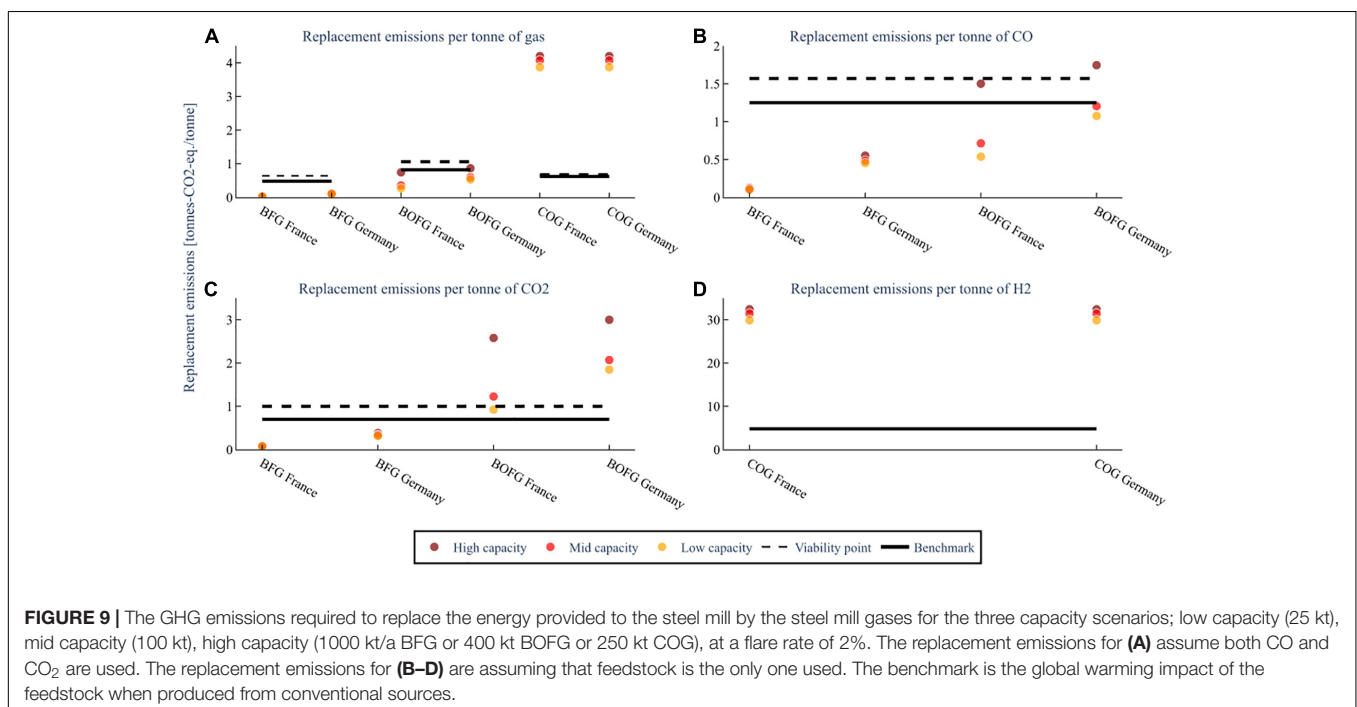 A
Replacement emissions per tonne of gas
B
Replacement emissions per tonne of CO
Replacement emissions [tonnes-CO2-eq./tonne]
4
3
2
1
0
BFG France
BFG Germany
BOFG France
BOFG Germany
COG France
COG Germany
2
1.5
1
0.5
0
BFG France
BFG Germany
BOFG France
BOFG Germany
C
Replacement emissions per tonne of CO2
D
Replacement emissions per tonne of H2
3
2
1
0
BFG France
BFG Germany
BOFG France
BOFG Germany
30
20
10
0
COG France
COG Germany
High capacity Mid capacity Low capacity Viability point Benchmark
FIGURE 9 | The GHG emissions required to replace the energy provided to the steel mill by the steel mill gases for the three capacity scenarios; low capacity (25 kt),
mid capacity (100 kt), high capacity (1000 kt/a BFG or 400 kt BOFG or 250 kt COG), at a flare rate of 2%. The replacement emissions for (A) assume both CO and
CO₂ are used. The replacement emissions for (B–D) are assuming that feedstock is the only one used. The benchmark is the global warming impact of the
feedstock when produced from conventional sources.